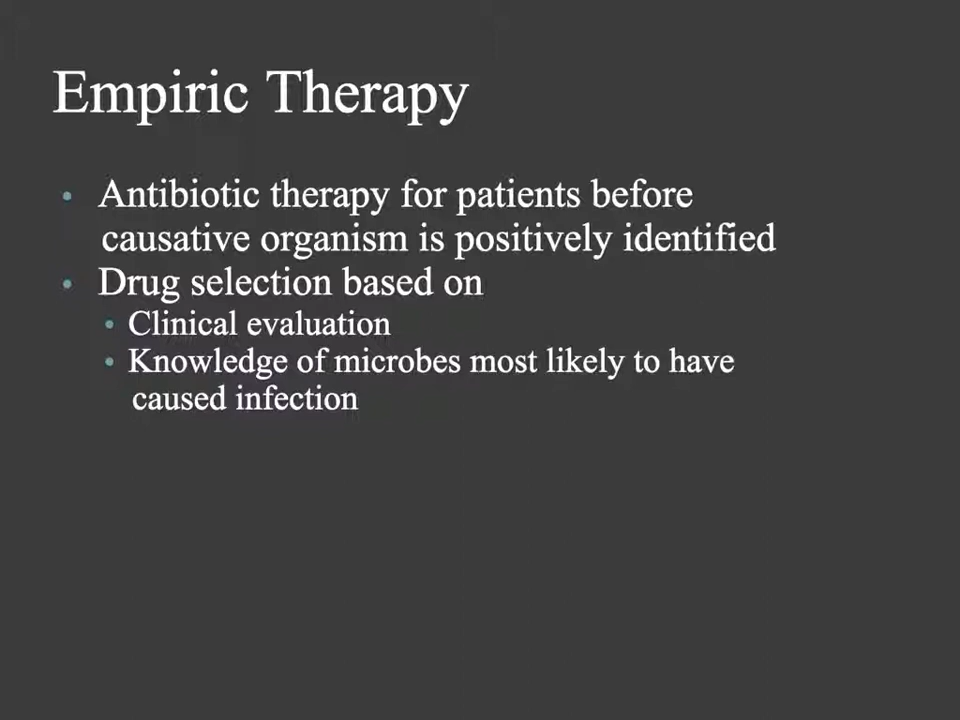 Empiric Therapy
• Antibiotic therapy for patients before
causative organism is positively identified
• Drug selection based on
• Clinical evaluation
• Knowledge of microbes most likely to have
caused infection